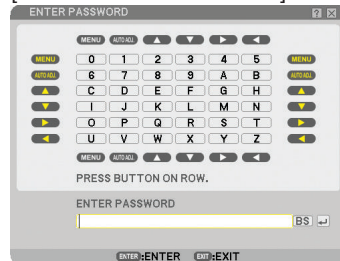 ENTER PASSWORD
MENU AUTO ADJ. ▲ ▼ ▶ ◀
MENU 0 1 2 3 4 5 MENU
AUTO ADJ. 6 7 8 9 A B AUTO ADJ.
▲ C D E F G H ▲
▼ I J K L M N ▼
▶ O P Q R S T ▶
◀ U V W X Y Z ◀
MENU AUTO ADJ. ▲ ▼ ▶ ◀
PRESS BUTTON ON ROW.
ENTER PASSWORD
BS
ENTER :ENTER EXIT :EXIT